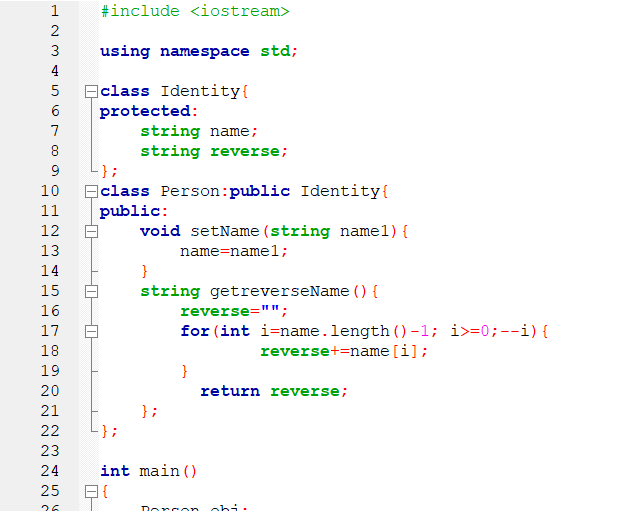 1 #include <iostream>
2
3 using namespace std;
4
5 class Identity{
6 protected:
7 string name;
8 string reverse;
9 };
10 class Person:public Identity{
11 public:
12 void setName(string name1){
13 name=name1;
14 }
15 string getreverseName(){
16 reverse="";
17 for(int i=name.length()-1; i>=0;--i){
18 reverse+=name[i];
19 }
20 return reverse;
21 };
22 };
23
24 int main()
25 {
26 Person obj;